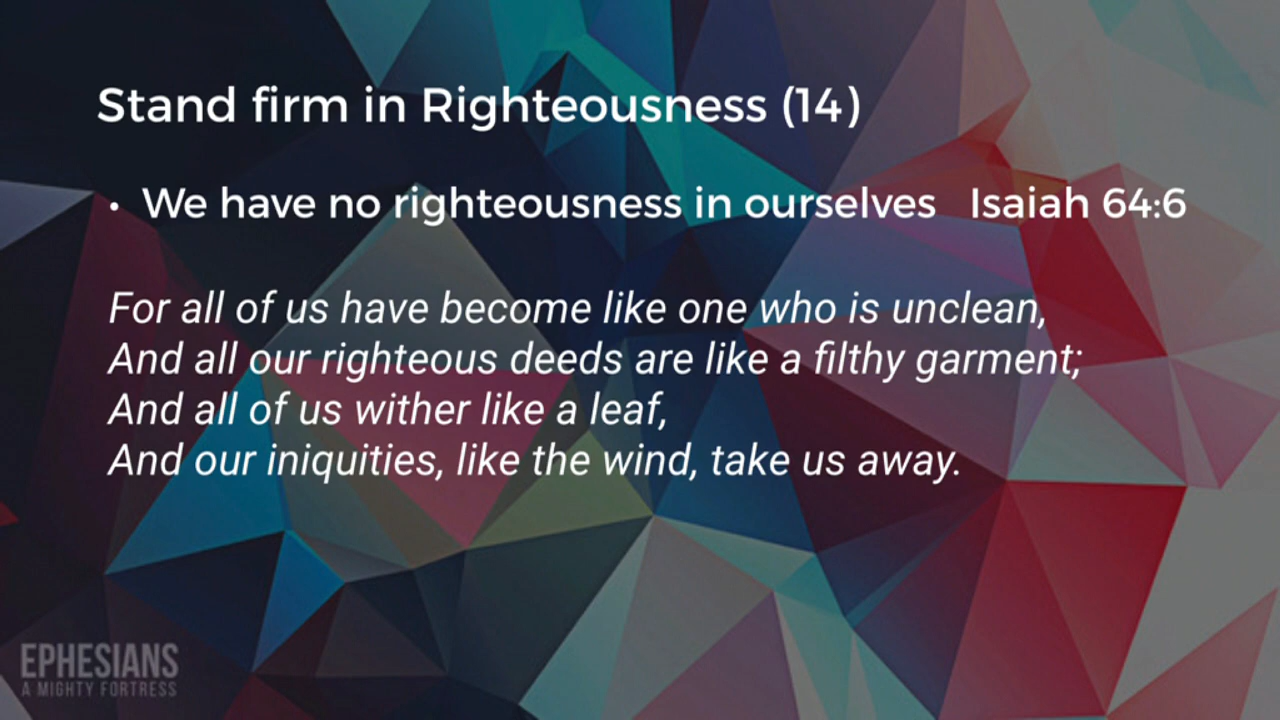 Stand firm in Righteousness (14)
• We have no righteousness in ourselves Isaiah 64:6
For all of us have become like one who is unclean,
And all our righteous deeds are like a filthy garment;
And all of us wither like a leaf,
And our iniquities, like the wind, take us away.
EPHESIANS
A MIGHTY FORTRESS